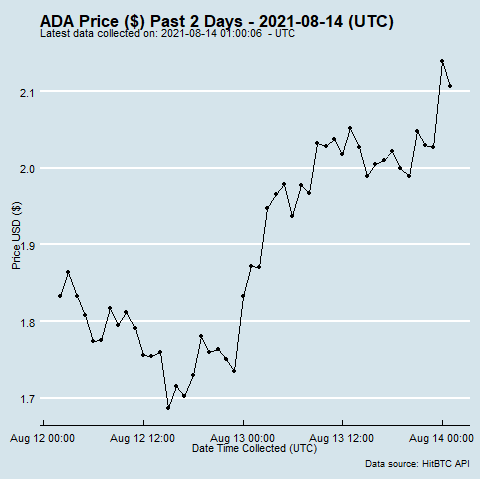 ADA Price ($) Past 2 Days - 2021-08-14 (UTC)
Latest data collected on: 2021-08-14 01:00:06 - UTC
Price USD ($)
2.1
2.0
1.9
1.8
1.7
Aug 12 00:00 Aug 12 12:00 Aug 13 00:00 Aug 13 12:00 Aug 14 00:00
Date Time Collected (UTC)
Data source: HitBTC API